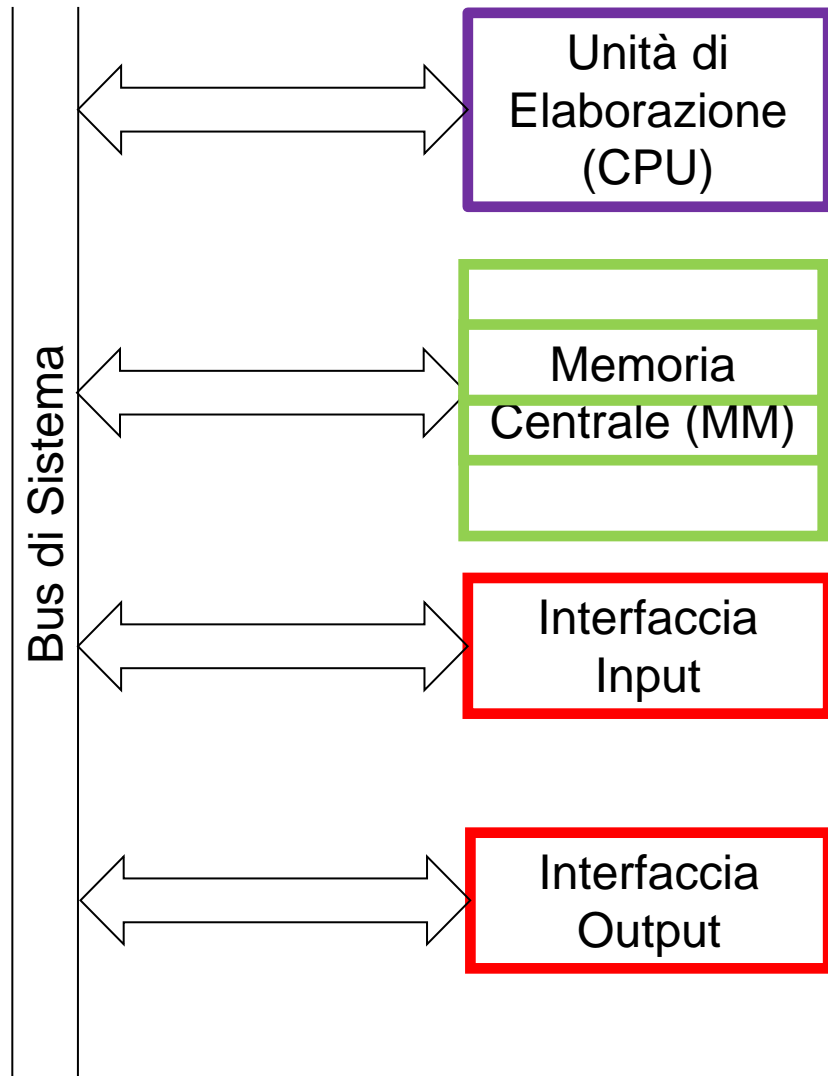 Unità di
Elaborazione
(CPU)
Memoria
Centrale (MM)
Bus di Sistema
Interfaccia
Input
Interfaccia
Output